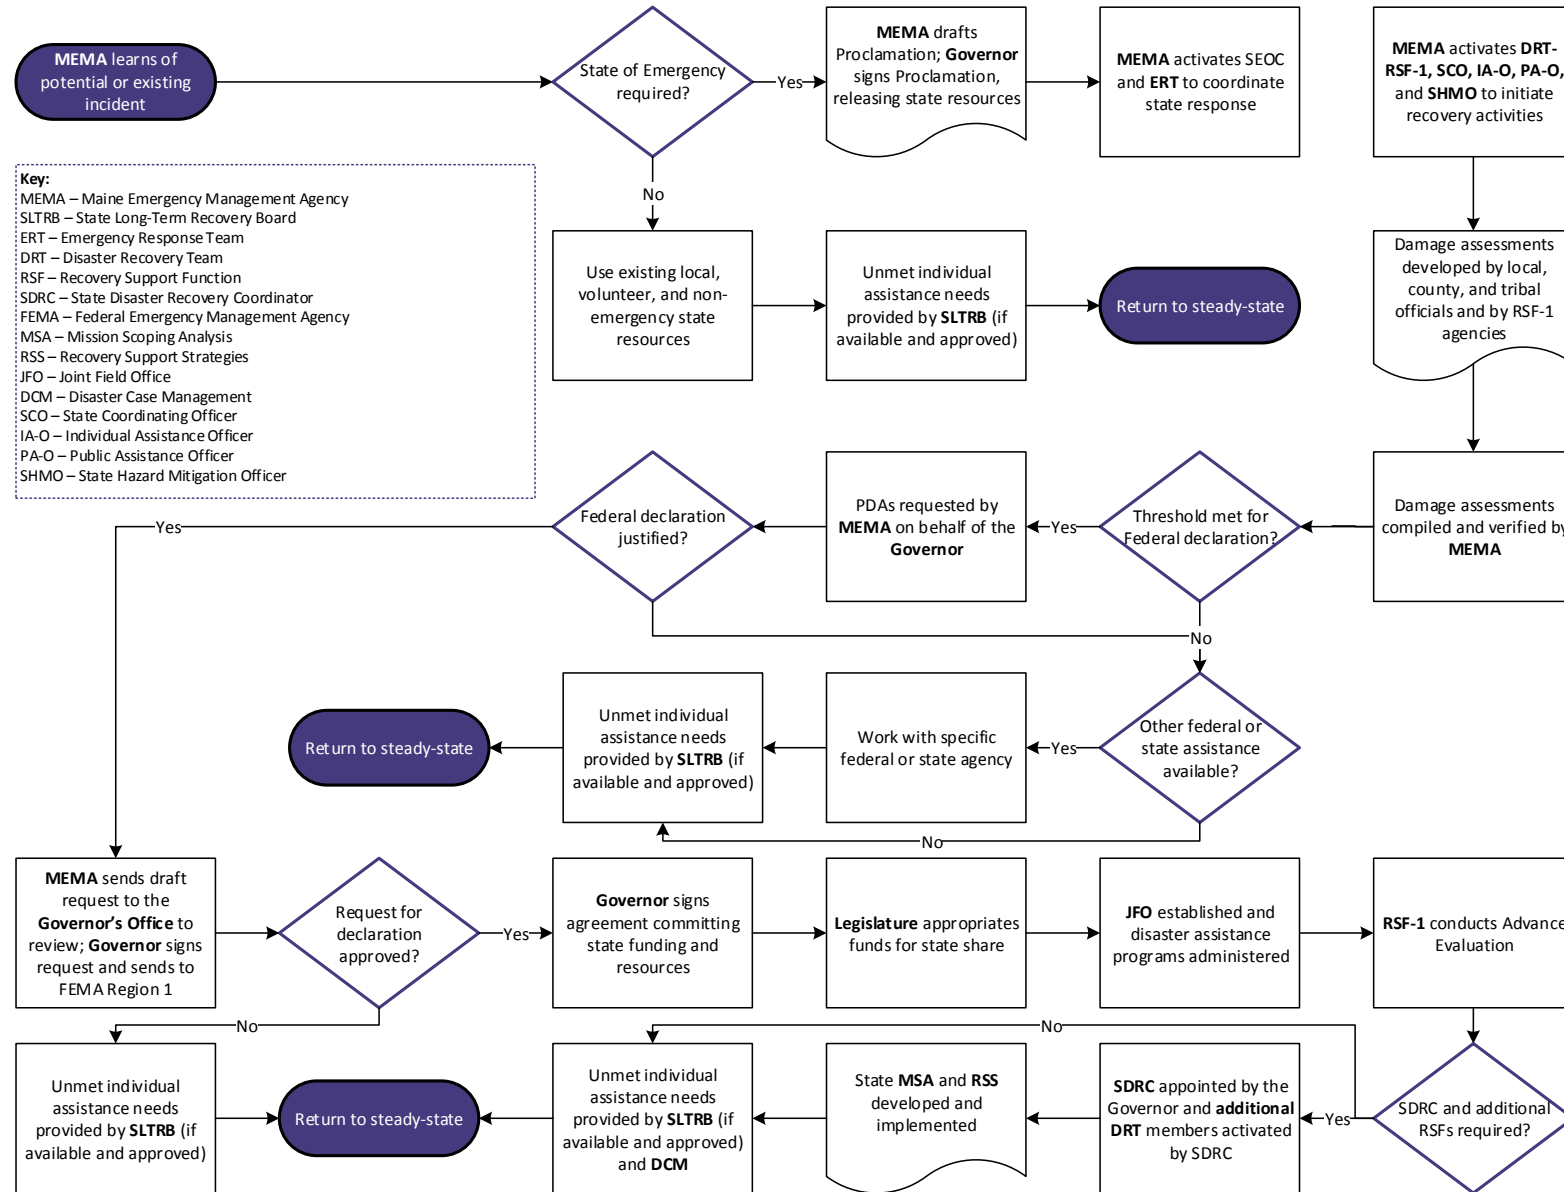 MEMA learns of
potential or existing
incident
State of Emergency
required?
Yes
MEMA drafts
Proclamation; Governor
signs Proclamation,
releasing state resources
MEMA activates SEOC
and ERT to coordinate
state response
MEMA activates DRT-
RSF-1, SCO, IA-O, PA-O,
and SHMO to initiate
recovery activities
No
Key:
MEMA – Maine Emergency Management Agency
SLTRB – State Long-Term Recovery Board
ERT – Emergency Response Team
DRT – Disaster Recovery Team
RSF – Recovery Support Function
SDRC – State Disaster Recovery Coordinator
FEMA – Federal Emergency Management Agency
MSA – Mission Scoping Analysis
RSS – Recovery Support Strategies
JFO – Joint Field Office
DCM – Disaster Case Management
SCO – State Coordinating Officer
IA-O – Individual Assistance Officer
PA-O – Public Assistance Officer
SHMO – State Hazard Mitigation Officer
Use existing local,
volunteer, and non-
emergency state
resources
Unmet individual
assistance needs
provided by SLTRB (if
available and approved)
Return to steady-state
Damage assessments
developed by local,
county, and tribal
officials and by RSF-1
agencies
Yes
Federal declaration
justified?
PDAs requested by
MEMA on behalf of the
Governor
Yes
Threshold met for
Federal declaration?
Damage assessments
compiled and verified by
MEMA
No
Return to steady-state
Unmet individual
assistance needs
provided by SLTRB (if
available and approved)
Work with specific
federal or state agency
Yes
Other federal or
state assistance
available?
No
MEMA sends draft
request to the
Governor's Office to
review; Governor signs
request and sends to
FEMA Region 1
Request for
declaration
approved?
Yes
Governor signs
agreement committing
state funding and
resources
Legislature appropriates
funds for state share
JFO established and
disaster assistance
programs administered
RSF-1 conducts Advance
Evaluation
No
No
Unmet individual
assistance needs
provided by SLTRB (if
available and approved)
Return to steady-state
Unmet individual
assistance needs
provided by SLTRB (if
available and approved)
and DCM
State MSA and RSS
developed and
implemented
SDRC appointed by the
Governor and additional
DRT members activated
by SDRC
Yes
SDRC and additional
RSFs required?